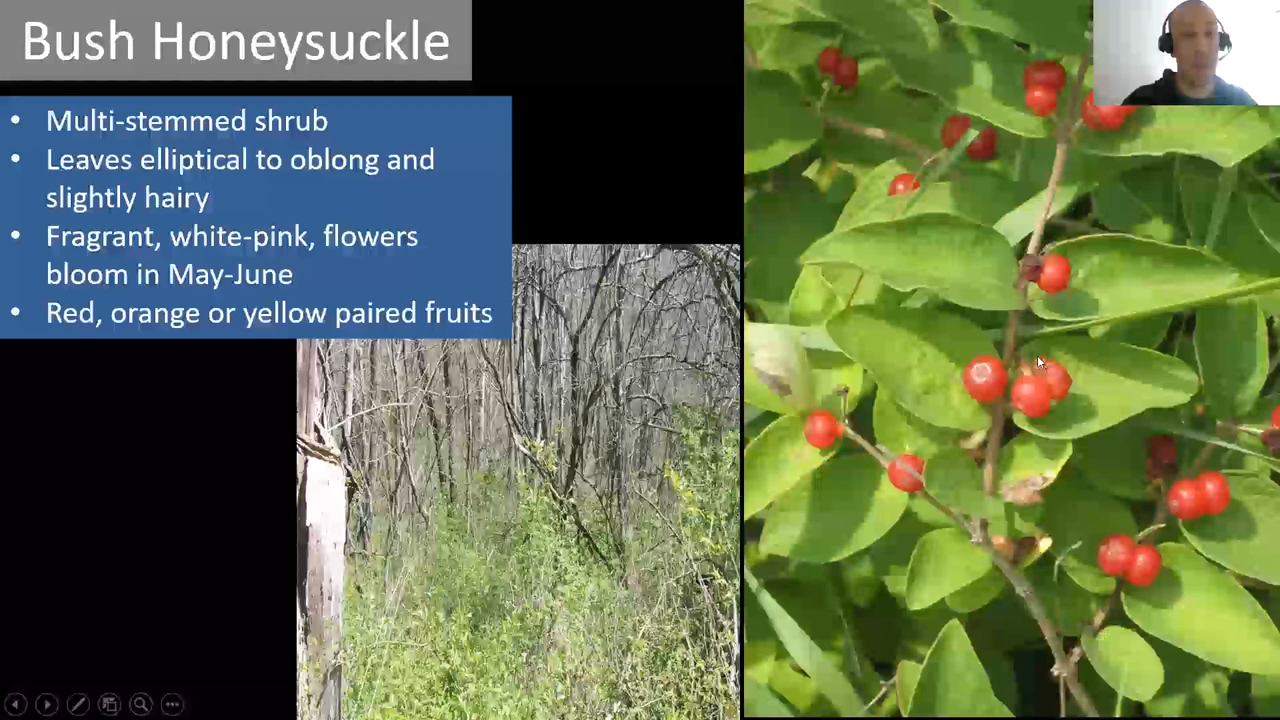 Bush Honeysuckle
• Multi-stemmed shrub
• Leaves elliptical to oblong and
slightly hairy
• Fragrant, white-pink, flowers
bloom in May-June
• Red, orange or yellow paired fruits